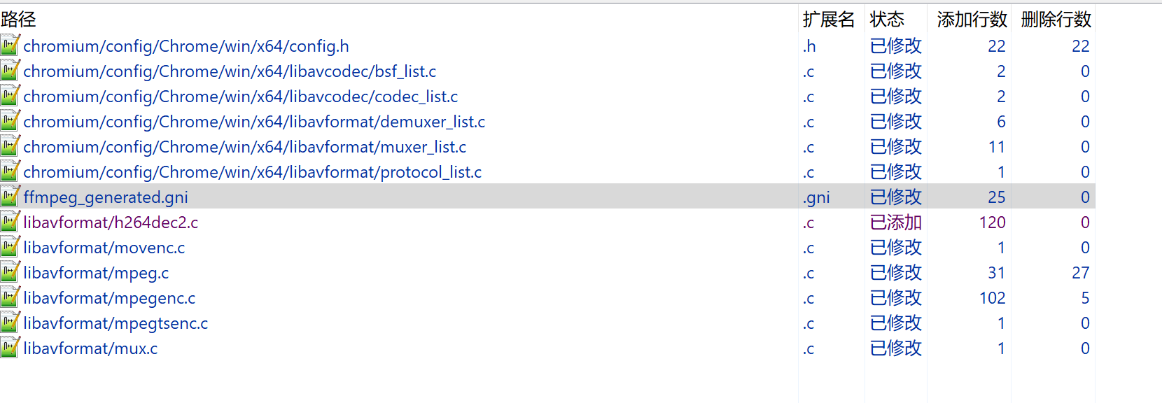 路径 扩展名 状态 添加行数 删除行数
chromium/config/Chrome/win/x64/config.h .h 已修改 22 22
chromium/config/Chrome/win/x64/libavcodec/bsf_list.c .c 已修改 2 0
chromium/config/Chrome/win/x64/libavcodec/codec_list.c .c 已修改 2 0
chromium/config/Chrome/win/x64/libavformat/demuxer_list.c .c 已修改 6 0
chromium/config/Chrome/win/x64/libavformat/muxer_list.c .c 已修改 11 0
chromium/config/Chrome/win/x64/libavformat/protocol_list.c .c 已修改 1 0
ffmpeg_generated.gni .gni 已修改 25 0
libavformat/h264dec2.c .c 已添加 120 0
libavformat/movenc.c .c 已修改 1 0
libavformat/mpeg.c .c 已修改 31 27
libavformat/mpegenc.c .c 已修改 102 5
libavformat/mpegtsenc.c .c 已修改 1 0
libavformat/mux.c .c 已修改 1 0